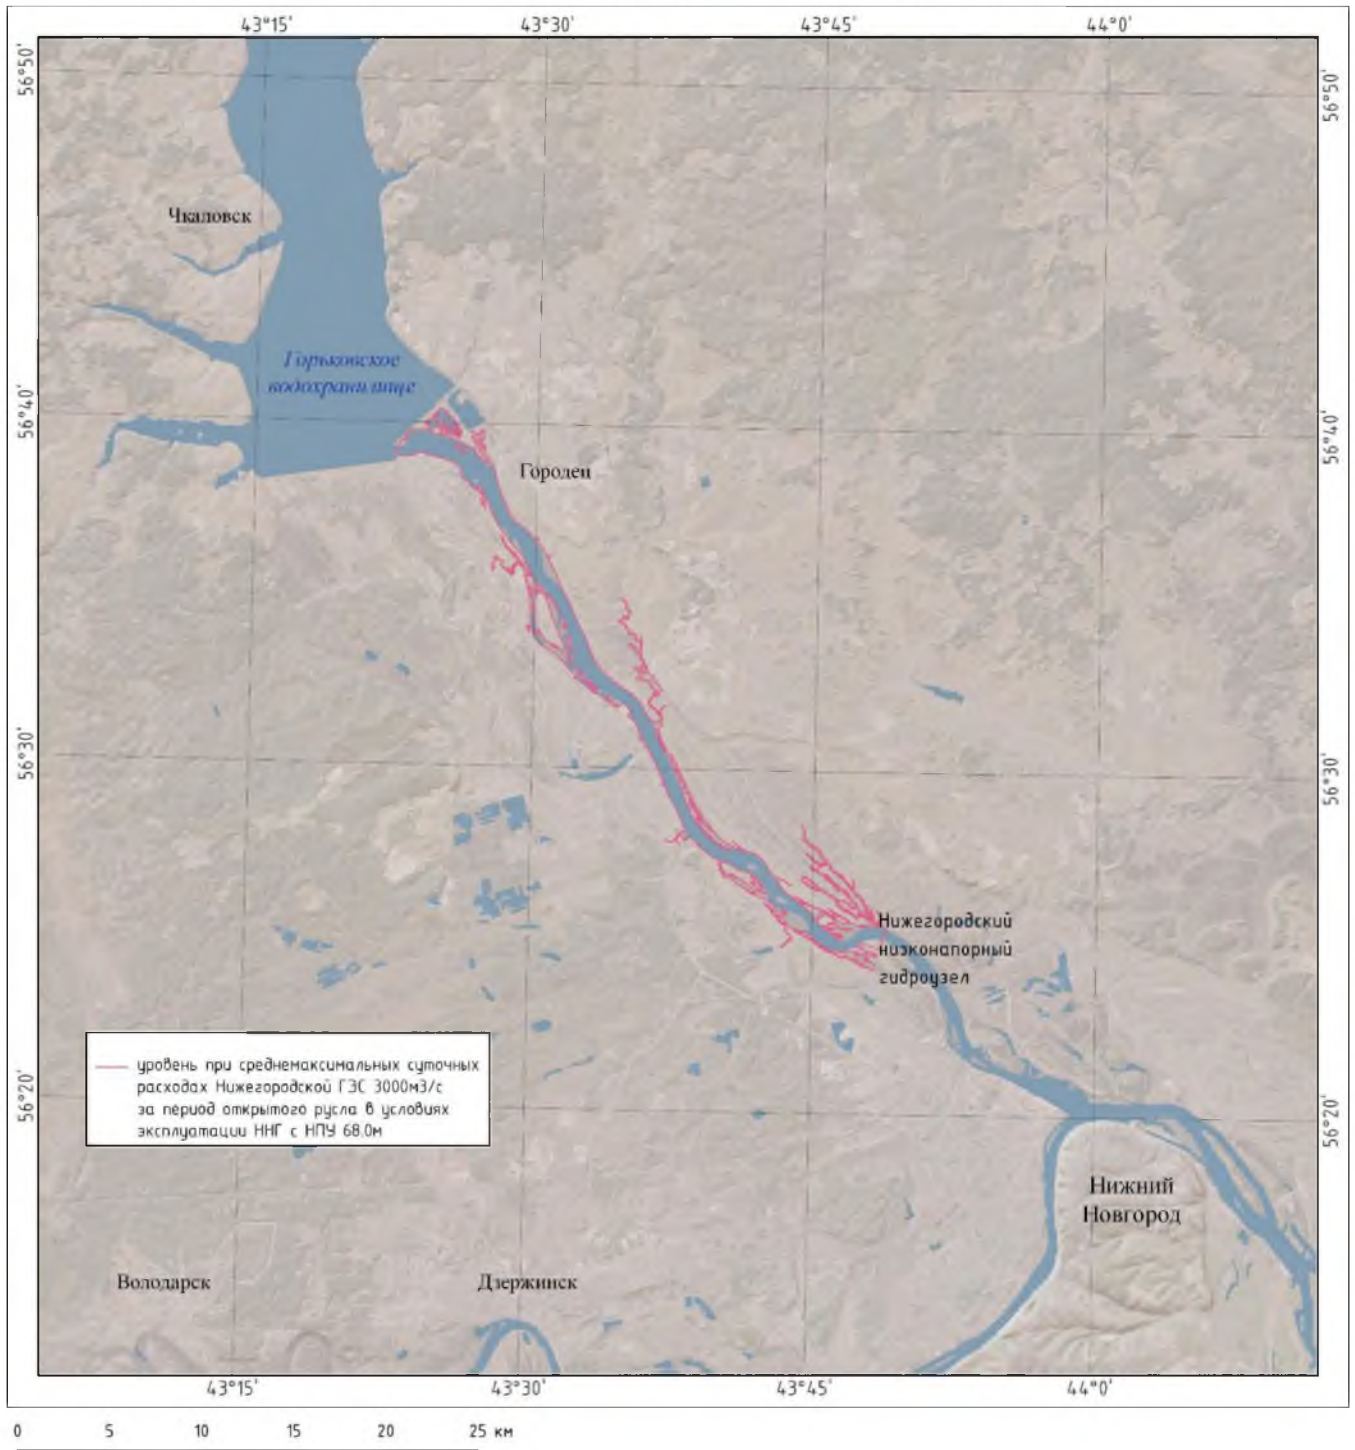 43°15' 43°30' 43°45' 44°0'
56°50' 56°50'
Чкаловск
Горьковское
водохранилище
56°40' 56°40'
Городец
56°30' 56°30'
Нижегородский
низконапорный
гидроузел
уровень при среднемаксимальных суточных
расходах Нижегородской ГЭС 3000м3/с
за период открытого русла в условиях
эксплуатации ННГ с НПУ 68.0м
56°20' 56°20'
Нижний
Новгород
Володарск
Дзержинск
43°15' 43°30' 43°45' 44°0'
0 5 10 15 20 25 км